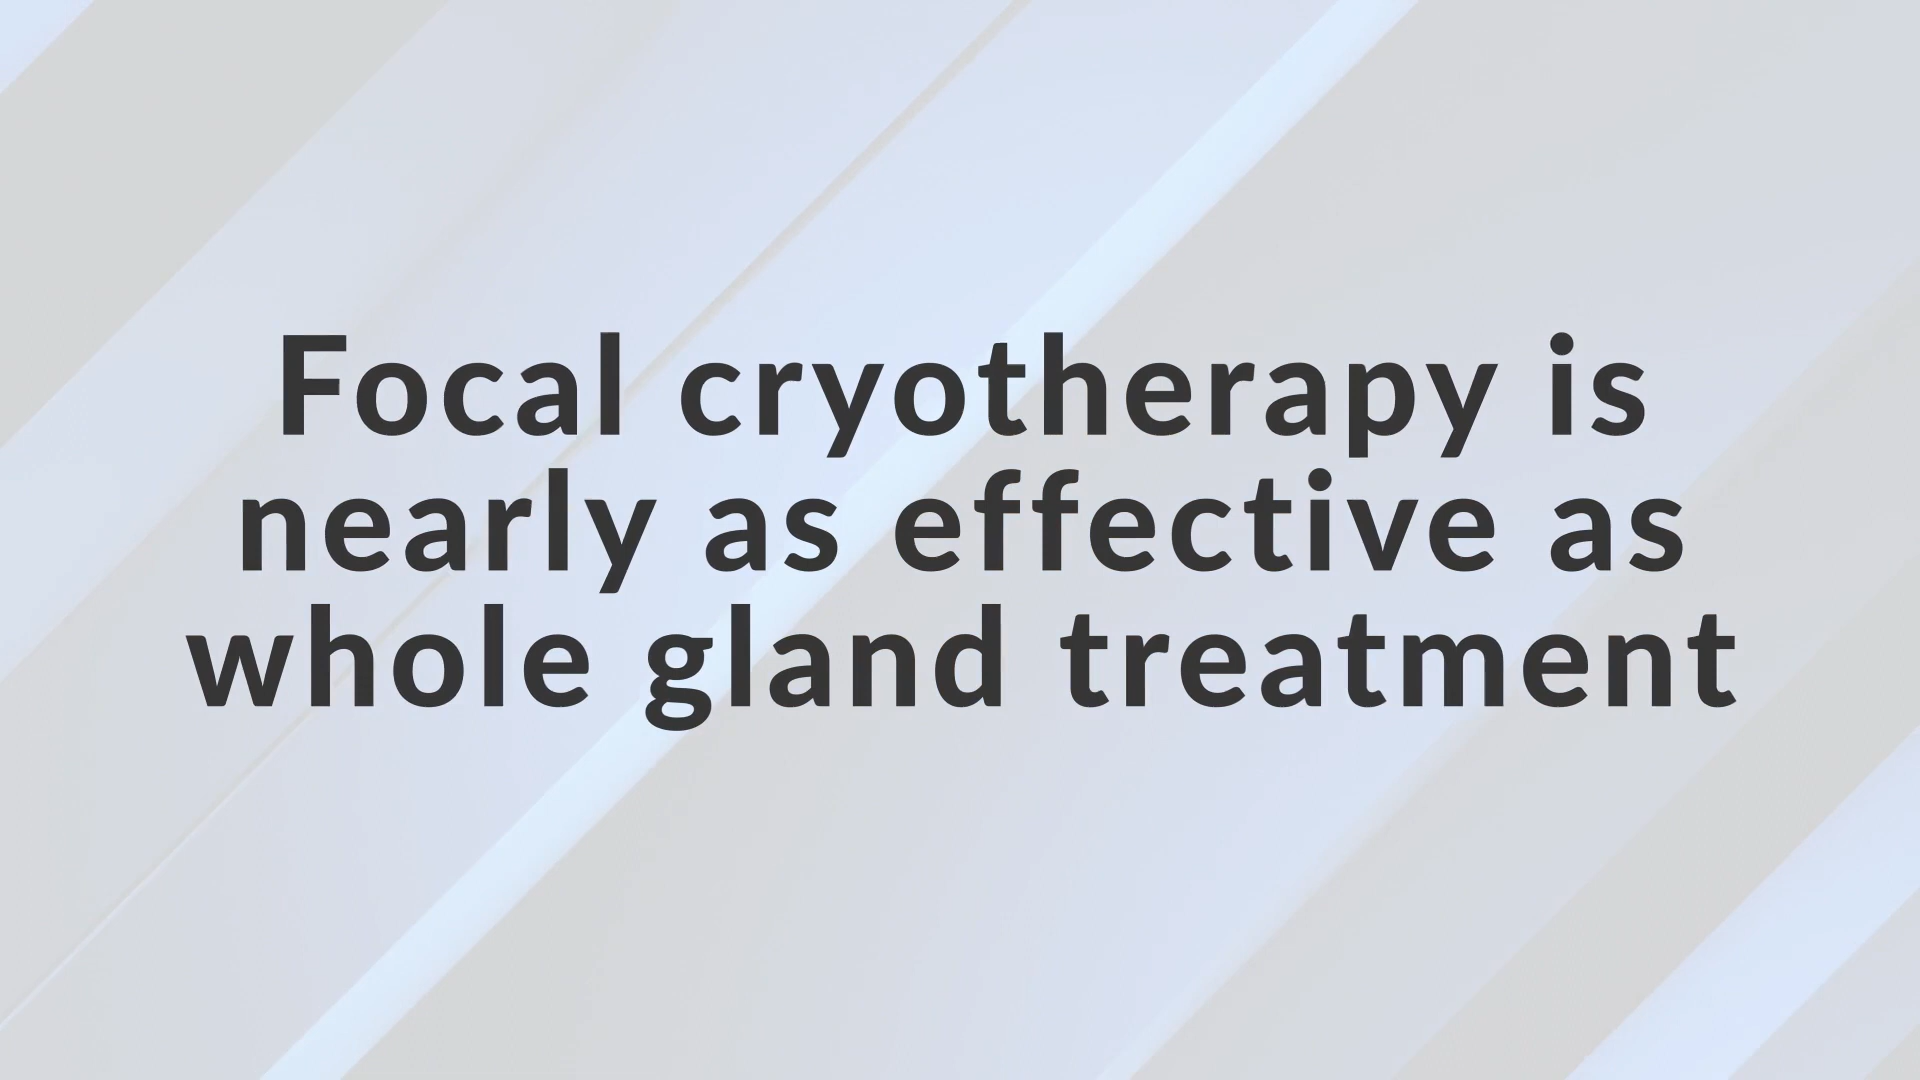 Focal cryotherapy is
nearly as effective as
whole gland treatment